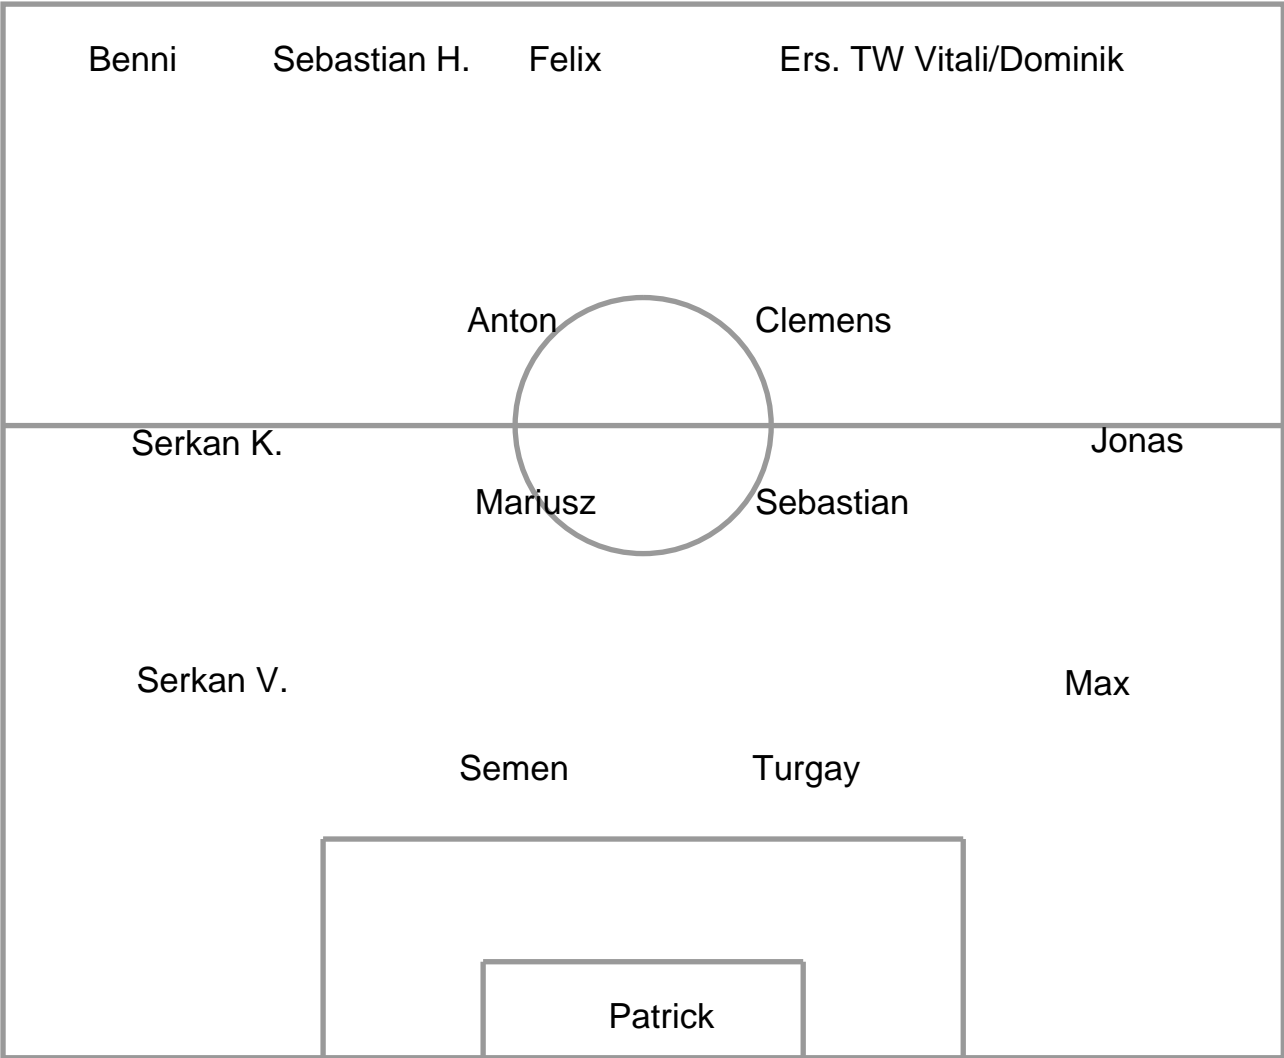 Benni Sebastian H. Felix Ers. TW Vitali/Dominik
Anton Clemens
Serkan K. Jonas
Mariusz Sebastian
Serkan V. Max
Semen Turgay
Patrick